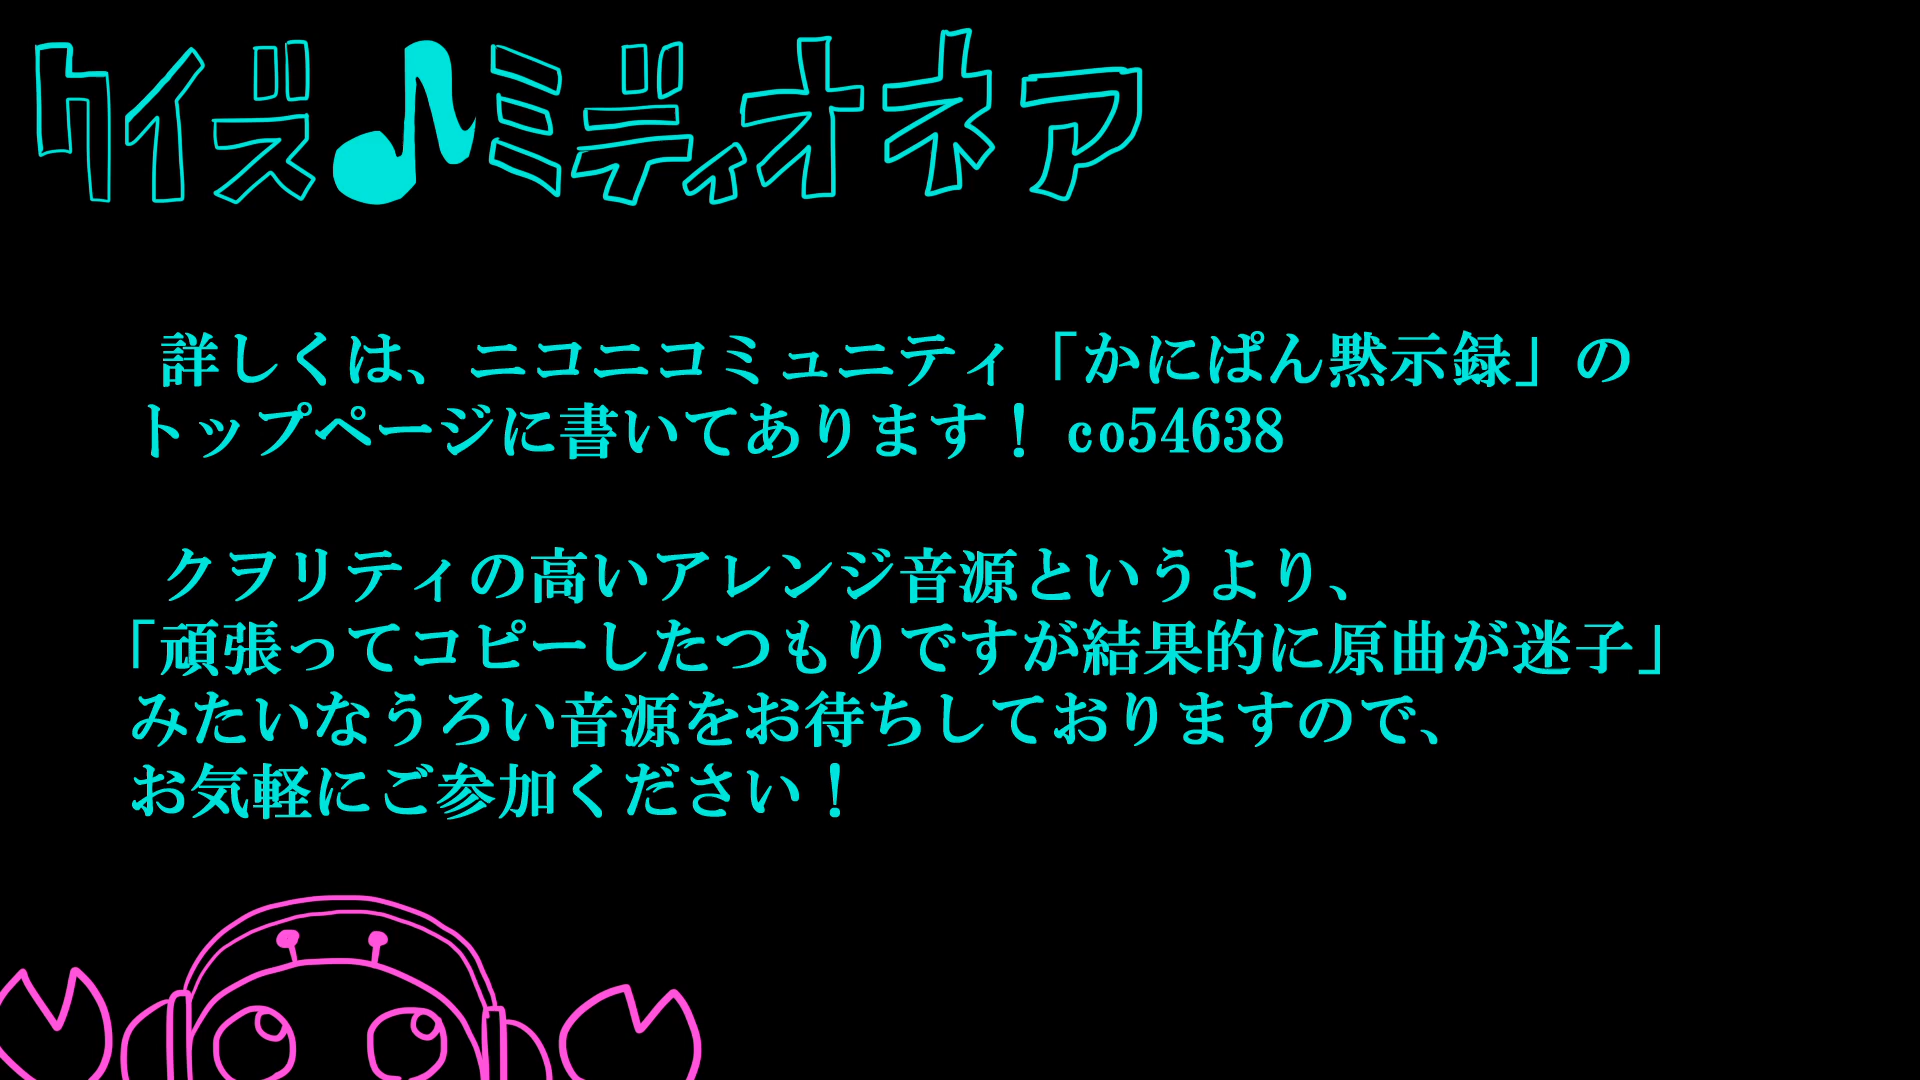 クイズ♪ミディオネア
詳しくは、ニコニコミュニティ「かにぱん黙示録」の
トップページに書いてあります！ co54638
クヲリティの高いアレンジ音源というより、
「頑張ってコピーしたつもりですが結果的に原曲が迷子」
みたいなうろい音源をお待ちしておりますので、
お気軽にご参加ください！